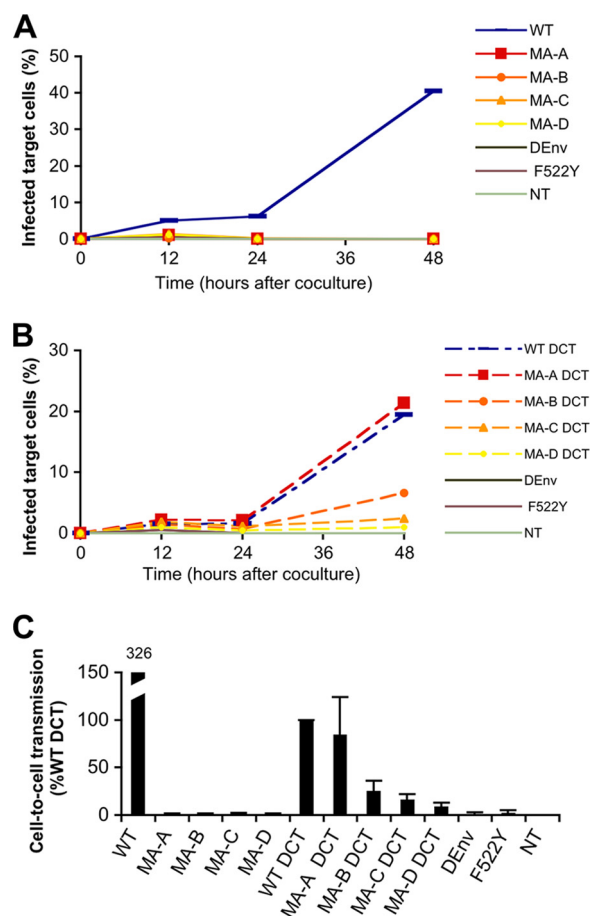 A
Infected target cells (%)
50
40
30
20
10
0
0 12 24 36 48
Time (hours after coculture)
WT
MA-A
MA-B
MA-C
MA-D
DEnv
F522Y
NT
B
Infected target cells (%)
30
20
10
0
0 12 24 36 48
Time (hours after coculture)
WT DCT
MA-A DCT
MA-B DCT
MA-C DCT
MA-D DCT
DEnv
F522Y
NT
C
Cell-to-cell transmission
(%WT DCT)
326
150
100
50
0
WT
MA-A
MA-B
MA-C
MA-D
WT DCT
MA-A DCT
MA-B DCT
MA-C DCT
MA-D DCT
DEnv
F522Y
NT